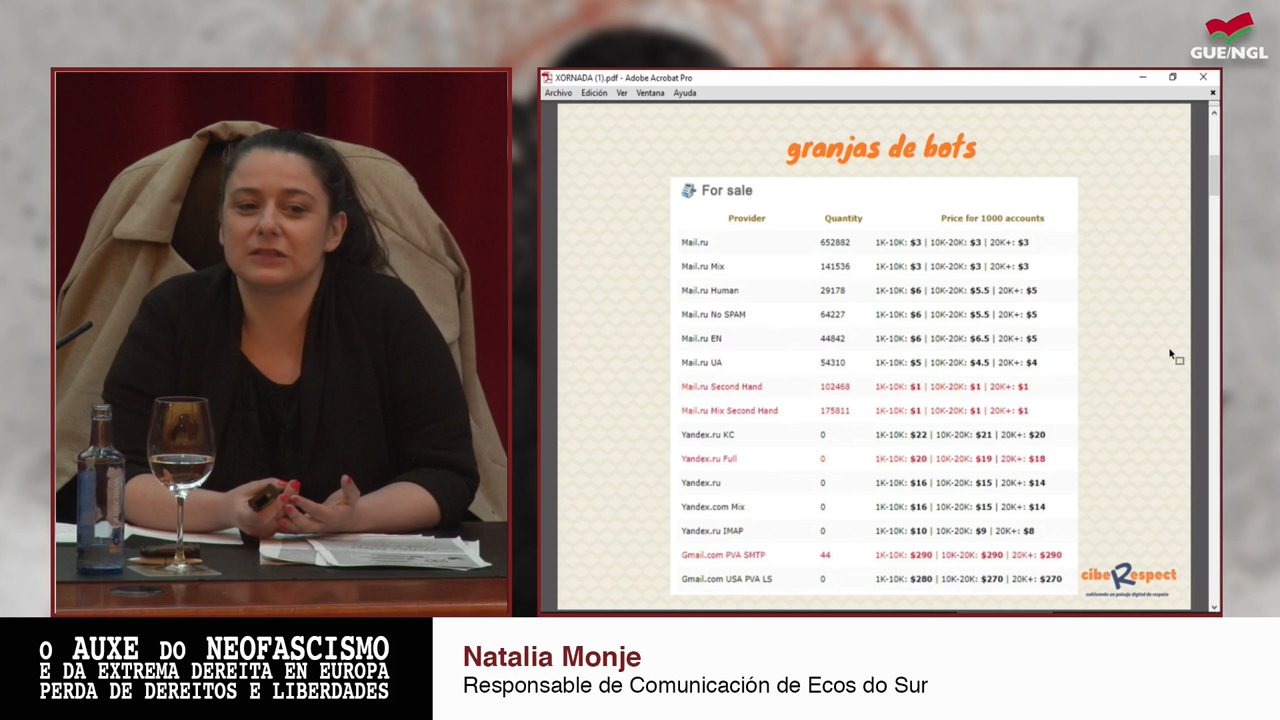 GUE/NGL
XORNADA (1).pdf - Adobe Acrobat Pro
Archivo Edición Ver Ventana Ayuda
granjas de bots
For sale
Provider Quantity Price for 1000 accounts
Mail.ru 652882 1K-10K: $3 | 10K-20K: $3 | 20K+: $3
Mail.ru Mix 141536 1K-10K: $3 | 10K-20K: $3 | 20K+: $3
Mail.ru Human 29178 1K-10K: $6 | 10K-20K: $5.5 | 20K+: $5
Mail.ru No SPAM 64227 1K-10K: $6 | 10K-20K: $5.5 | 20K+: $5
Mail.ru EN 44842 1K-10K: $6 | 10K-20K: $6.5 | 20K+: $5
Mail.ru UA 54310 1K-10K: $5 | 10K-20K: $4.5 | 20K+: $4
Mail.ru Second Hand 102468 1K-10K: $1 | 10K-20K: $1 | 20K+: $1
Mail.ru Mix Second Hand 175811 1K-10K: $1 | 10K-20K: $1 | 20K+: $1
Yandex.ru KC 0 1K-10K: $22 | 10K-20K: $21 | 20K+: $20
Yandex.ru Full 0 1K-10K: $20 | 10K-20K: $19 | 20K+: $18
Yandex.ru 0 1K-10K: $16 | 10K-20K: $15 | 20K+: $14
Yandex.com Mix 0 1K-10K: $16 | 10K-20K: $15 | 20K+: $14
Yandex.ru IMAP 0 1K-10K: $10 | 10K-20K: $9 | 20K+: $8
Gmail.com PVA SMTP 44 1K-10K: $290 | 10K-20K: $290 | 20K+: $290
Gmail.com USA PVA LS 0 1K-10K: $280 | 10K-20K: $270 | 20K+: $270
cibeRespect
cultivando un paisaje digital de respeto
O AUXE DO NEOFASCISMO
E DA EXTREMA DEREITA EN EUROPA
PERDA DE DEREITOS E LIBERDADES
Natalia Monje
Responsable de Comunicación de Ecos do Sur